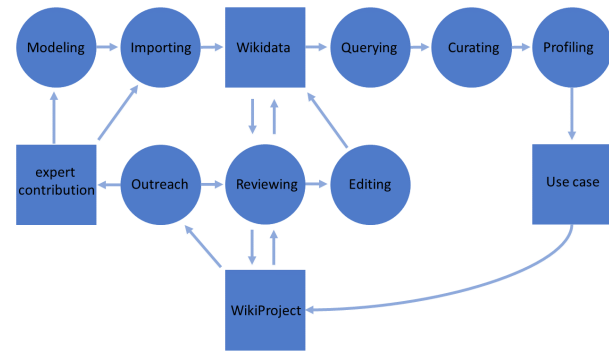 Modeling
Importing
Wikidata
Querying
Curating
Profiling
expert
contribution
Outreach
Reviewing
Editing
Use case
WikiProject